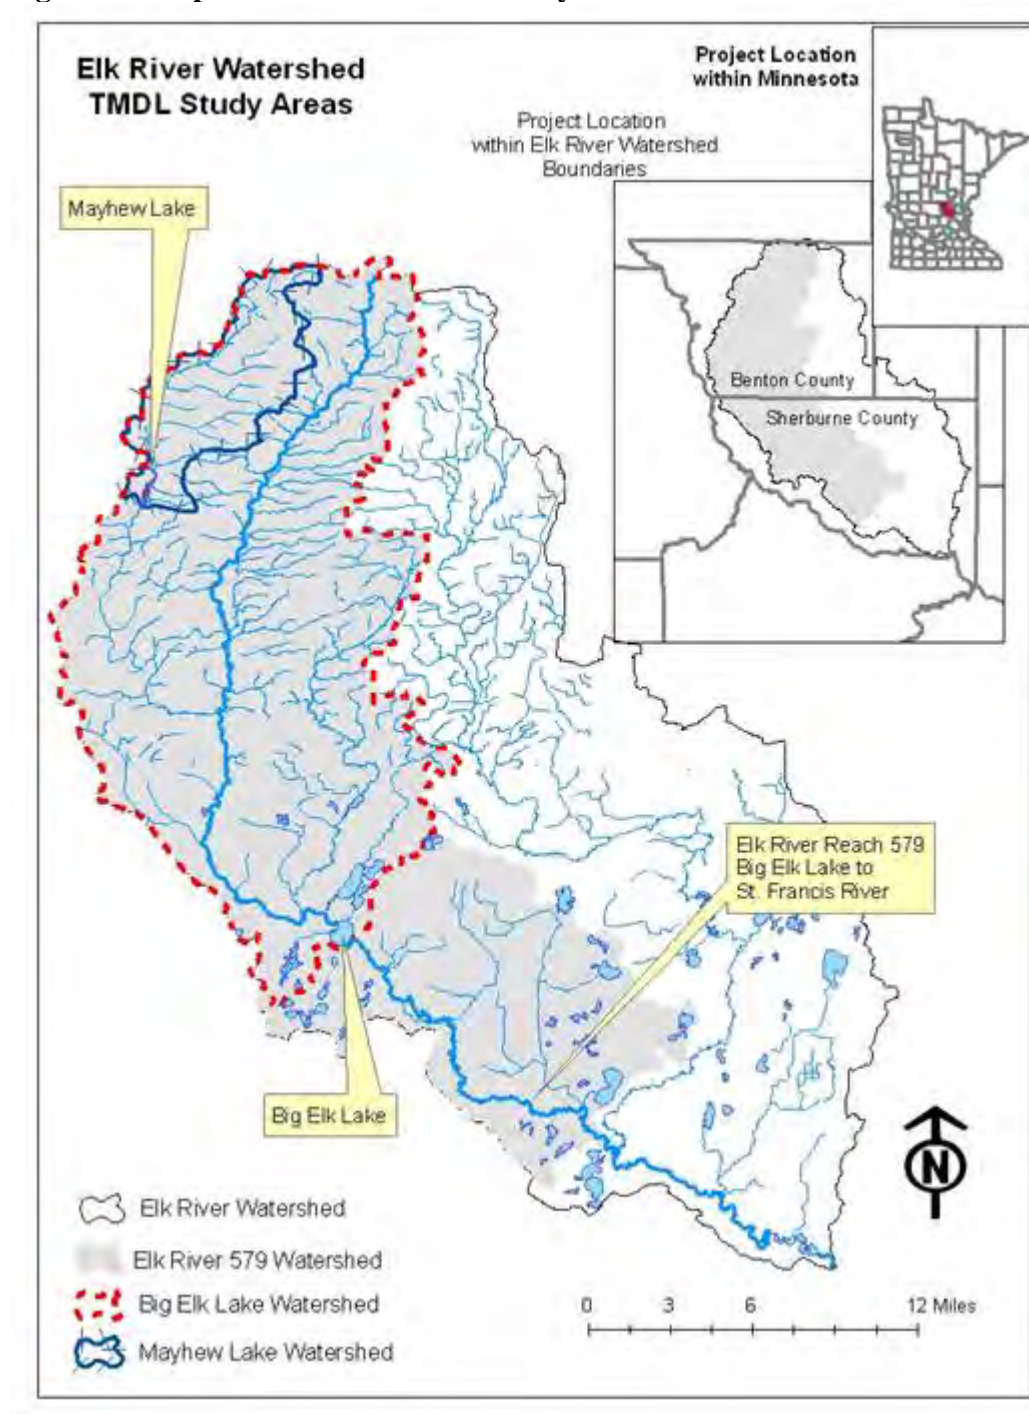 Elk River Watershed
TMDL Study Areas
Project Location
within Minnesota
Project Location
within Elk River Watershed
Boundaries
Mayhew Lake
Benton County
Sherburne County
Elk River Reach 579
Big Elk Lake to
St. Francis River
Big Elk Lake
N
Elk River Watershed
Elk River 579 Watershed
Big Elk Lake Watershed
Mayhew Lake Watershed
0 3 6 12 Miles